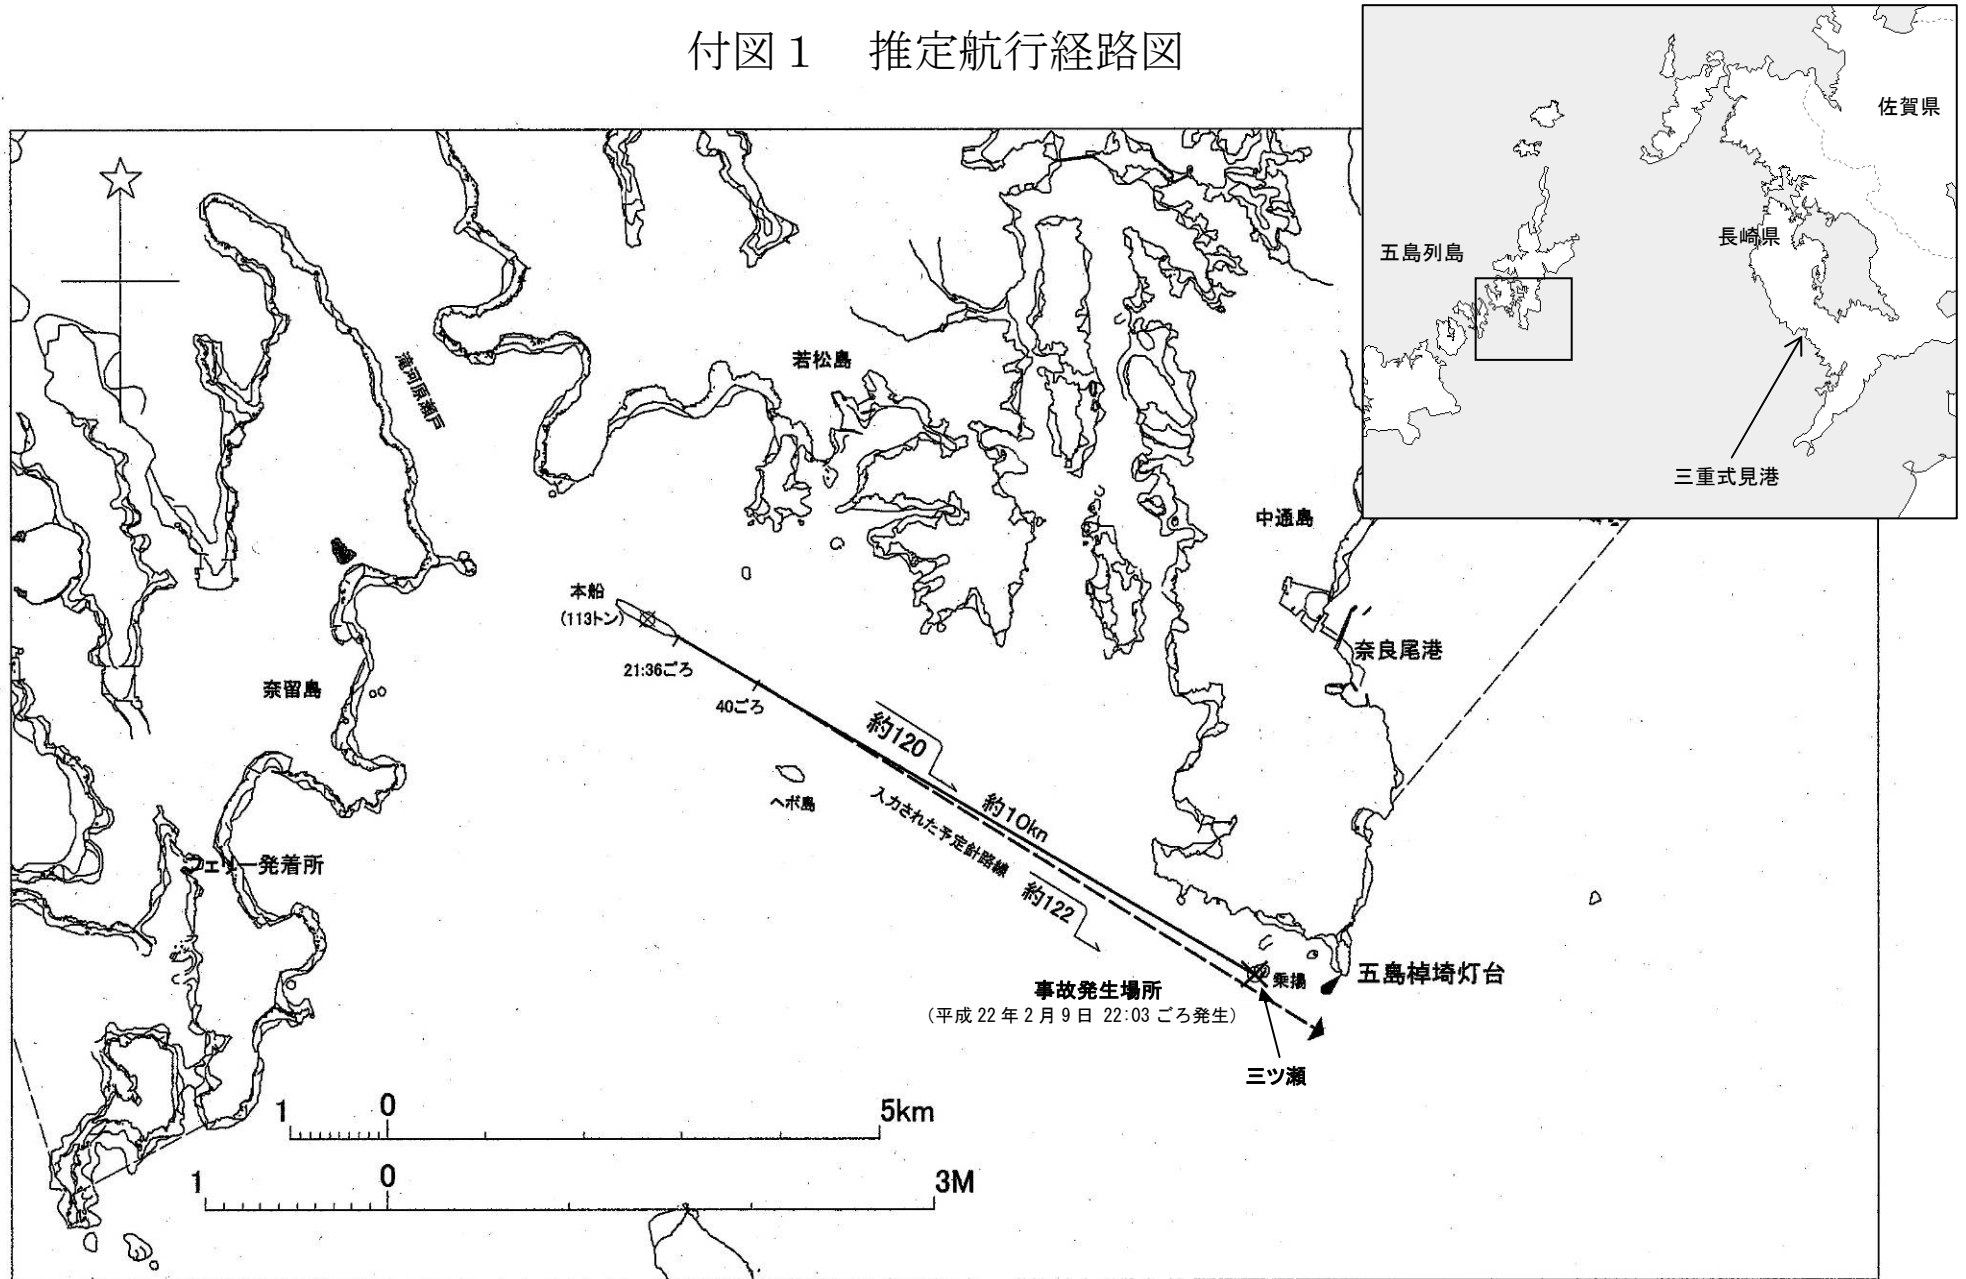 付図1 推定航行経路図
佐賀県
長崎県
五島列島
三重式見港
滝河原瀬戸
若松島
中通島
本船
(113トン)
21:36ごろ
40ごろ
奈留島
奈良尾港
約120
約10kn
ヘボ島
入力された予定針路線
約122
ェリー発着所
乗揚
五島棹埼灯台
事故発生場所
(平成22年2月9日 22:03ごろ発生)
三ツ瀬
1 0 5km
1 0 3M